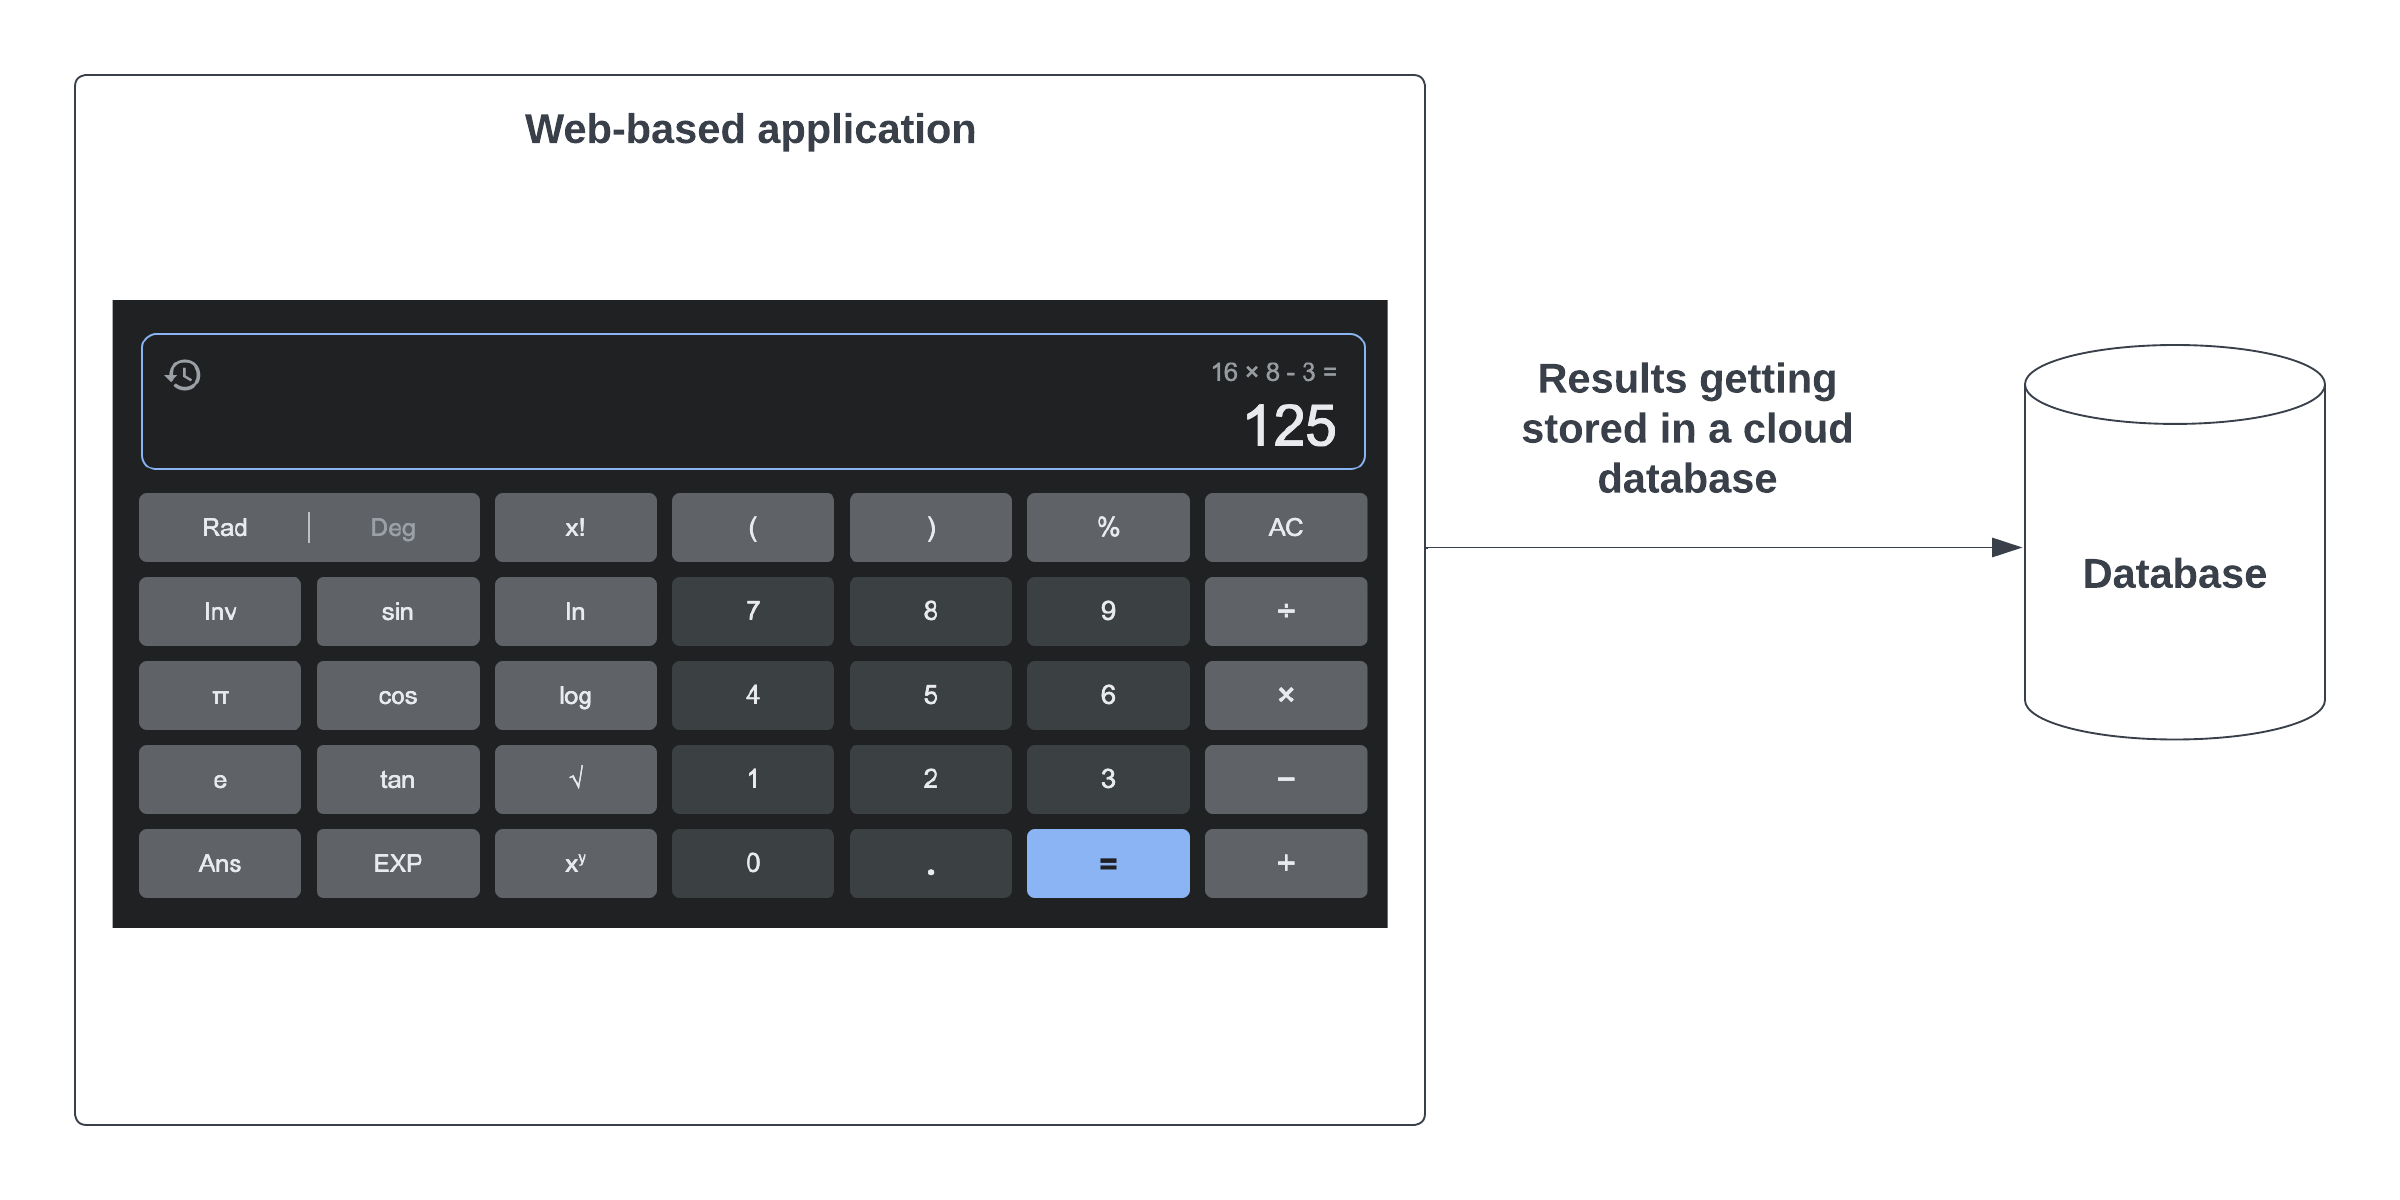 Web-based application
16 × 8 - 3 =
125
Rad | Deg x! ( ) % AC
Inv sin ln 7 8 9 ÷
π cos log 4 5 6 ×
e tan √ 1 2 3 −
Ans EXP xʸ 0 . = +
Results getting
stored in a cloud
database
Database